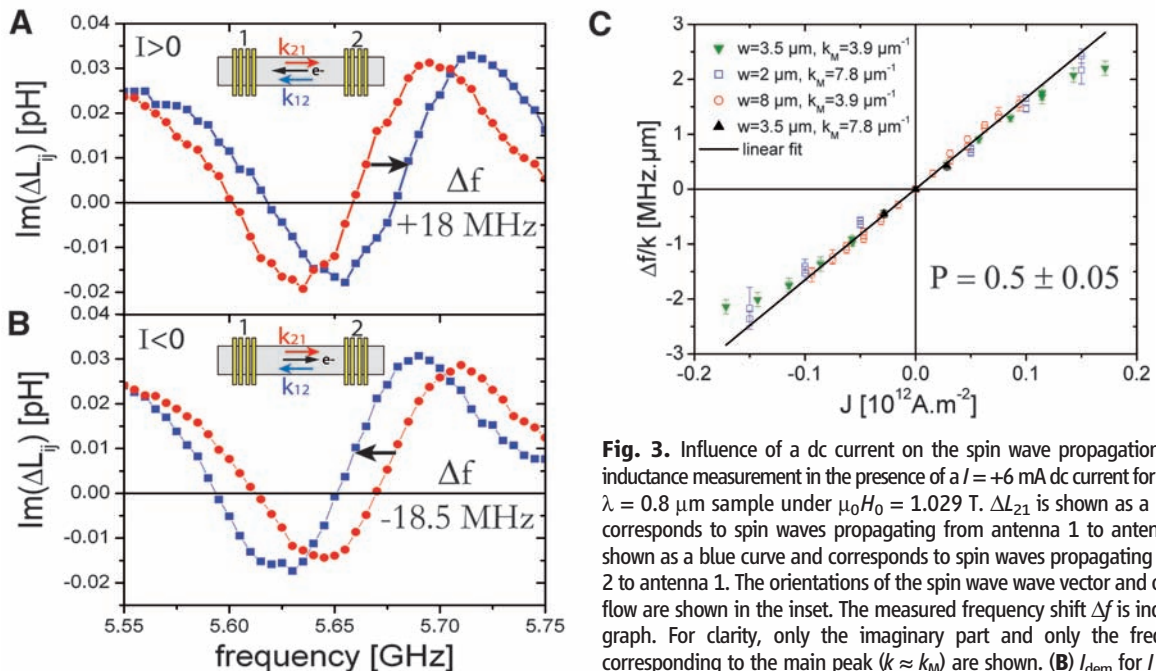 A
I>0
1
2
k21
e-
k12
Δf
+18 MHz
Im(ΔLij) [pH]
0.04
0.03
0.02
0.01
0.00
-0.01
-0.02
-0.03
B
I<0
1
2
k21
e-
k12
Δf
-18.5 MHz
Im(ΔLij) [pH]
0.03
0.02
0.01
0.00
-0.01
-0.02
5.55 5.60 5.65 5.70 5.75
frequency [GHz]
C
w=3.5 µm, kM=3.9 µm-1
w=2 µm, kM=7.8 µm-1
w=8 µm, kM=3.9 µm-1
w=3.5 µm, kM=7.8 µm-1
linear fit
P = 0.5 ± 0.05
Δf/k [MHz.µm]
3
2
1
0
-1
-2
-3
-0.2 -0.1 0.0 0.1 0.2
J [10¹²A.m⁻²]
Fig. 3. Influence of a dc current on the spin wave propagation
inductance measurement in the presence of a I = +6 mA dc current for
λ = 0.8 µm sample under µ0H0 = 1.029 T. ΔL21 is shown as a
corresponds to spin waves propagating from antenna 1 to
shown as a blue curve and corresponds to spin waves propagating
2 to antenna 1. The orientations of the spin wave wave vector and
flow are shown in the inset. The measured frequency shift Δf is
graph. For clarity, only the imaginary part and only the
corresponding to the main peak (k ≈ kM) are shown. (B) Idem for